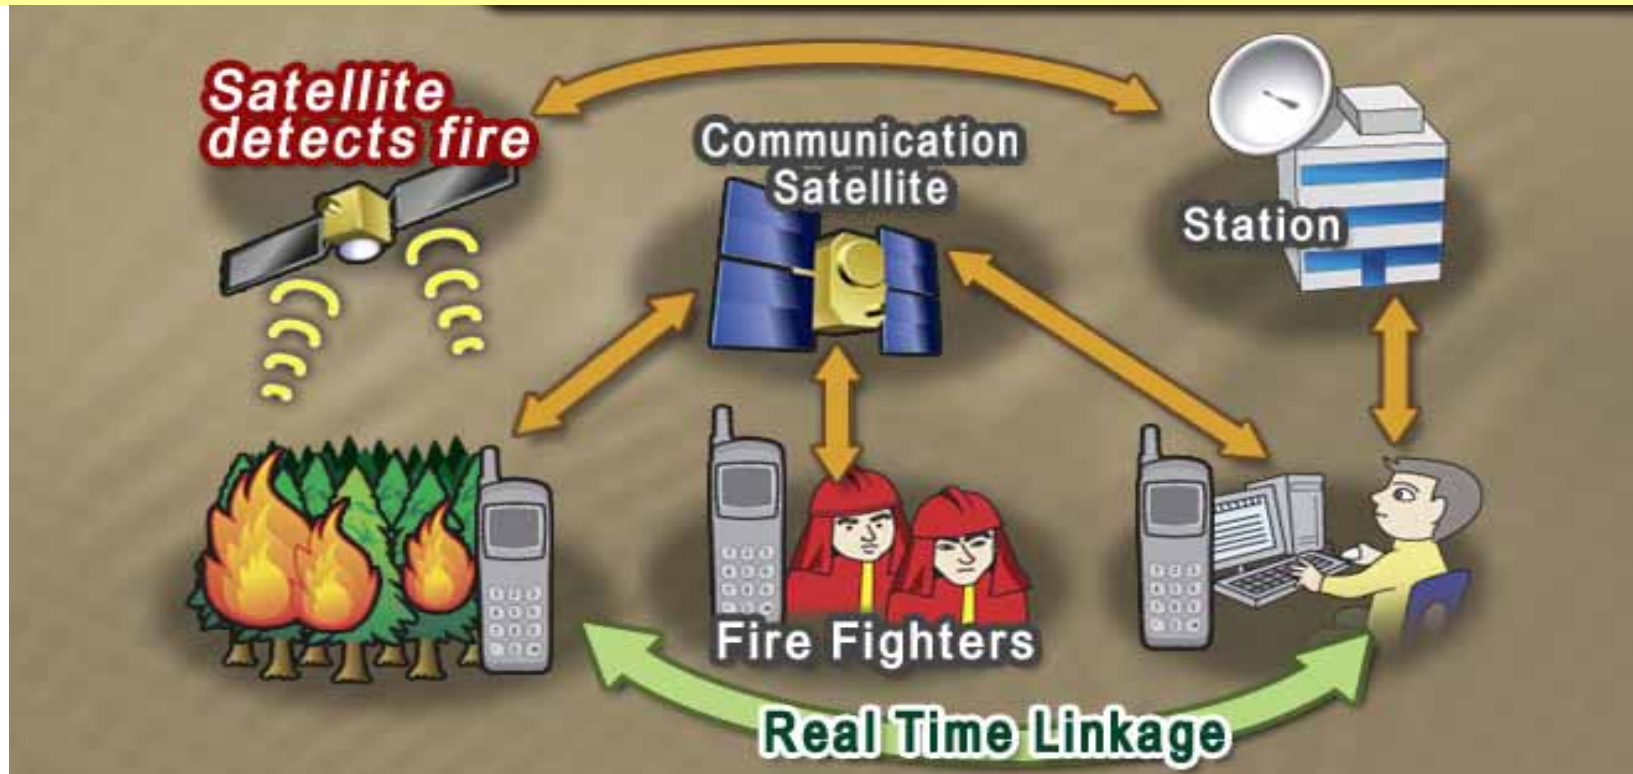 Satellite
detects fire
Communication
Satellite
Station
Fire Fighters
Real Time Linkage